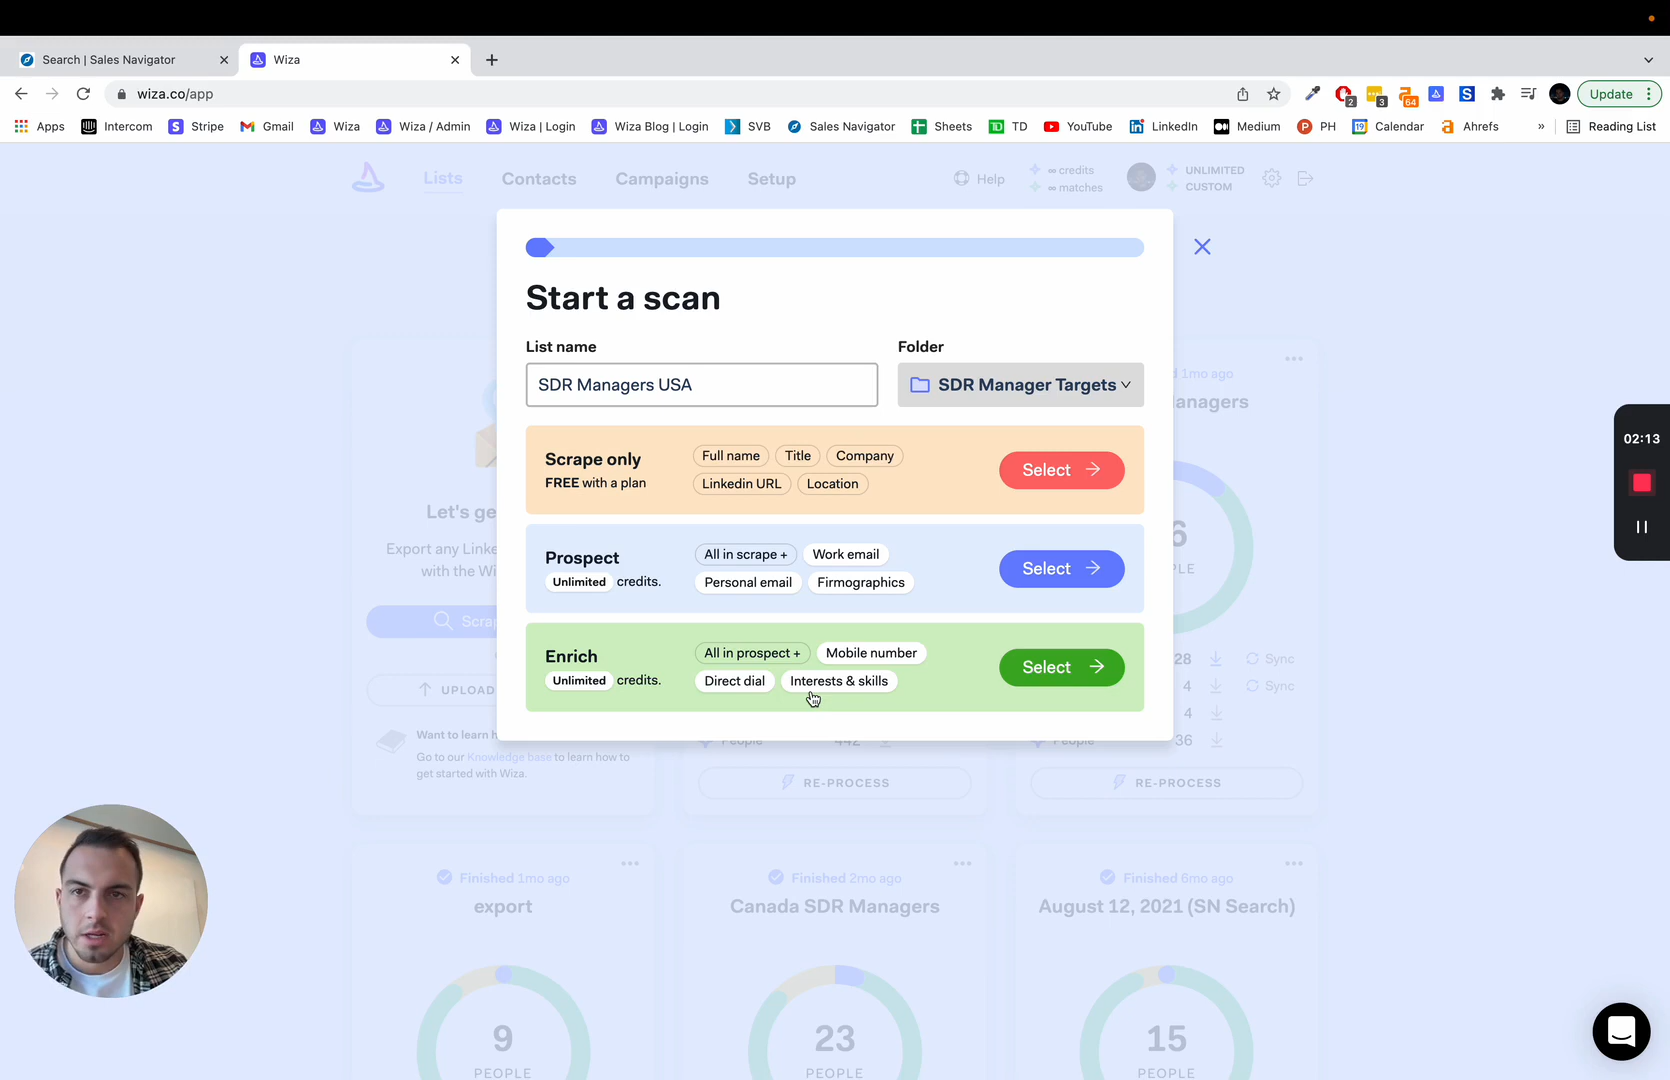 Search | Sales Navigator
Wiza
wiza.co/app
2
3
64
Update
Apps
Intercom
Stripe
Gmail
Wiza
Wiza / Admin
Wiza | Login
Wiza Blog | Login
SVB
Sales Navigator
Sheets
TD
YouTube
LinkedIn
Medium
PH
Calendar
Ahrefs
»
Reading List
Lists
Contacts
Campaigns
Setup
Help
∞ credits
∞ matches
UNLIMITED
CUSTOM
Start a scan
List name
Folder
SDR Managers USA
SDR Manager Targets
Scrape only
FREE with a plan
Full name
Title
Company
Linkedin URL
Location
Select
Prospect
Unlimited credits.
All in scrape +
Work email
Personal email
Firmographics
Select
Enrich
Unlimited credits.
All in prospect +
Mobile number
Direct dial
Interests & skills
Select
02:13
Let's ge
Export any Linke
with the Wi
Scrap
UPLOAD
Want to learn h
Go to our Knowledge base to learn how to
get started with Wiza.
People
442
RE-PROCESS
1mo ago
anagers
6
PLE
28
Sync
4
Sync
4
People
36
RE-PROCESS
Finished 1mo ago
export
9
PEOPLE
Finished 2mo ago
Canada SDR Managers
23
PEOPLE
Finished 6mo ago
August 12, 2021 (SN Search)
15
PEOPLE